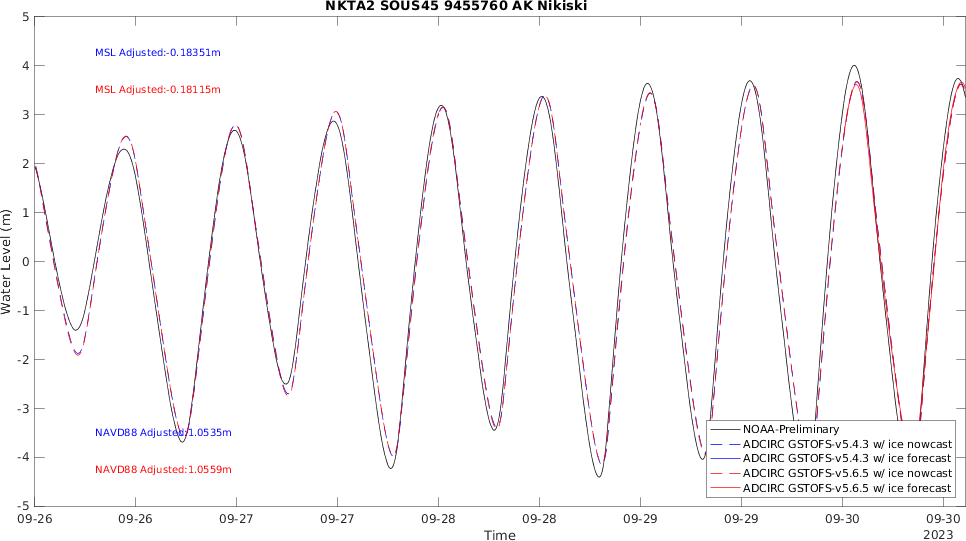 NKTA2 SOUS45 9455760 AK Nikiski
5
4
3
2
1
0
-1
-2
-3
-4
-5
Water Level (m)
MSL Adjusted:-0.18351m
MSL Adjusted:-0.18115m
NAVD88 Adjusted:1.0535m
NAVD88 Adjusted:1.0559m
NOAA-Preliminary
ADCIRC GSTOFS-v5.4.3 w/ ice nowcast
ADCIRC GSTOFS-v5.4.3 w/ ice forecast
ADCIRC GSTOFS-v5.6.5 w/ ice nowcast
ADCIRC GSTOFS-v5.6.5 w/ ice forecast
09-26 09-26 09-27 09-27 09-28 09-28 09-29 09-29 09-30 09-30
Time
2023